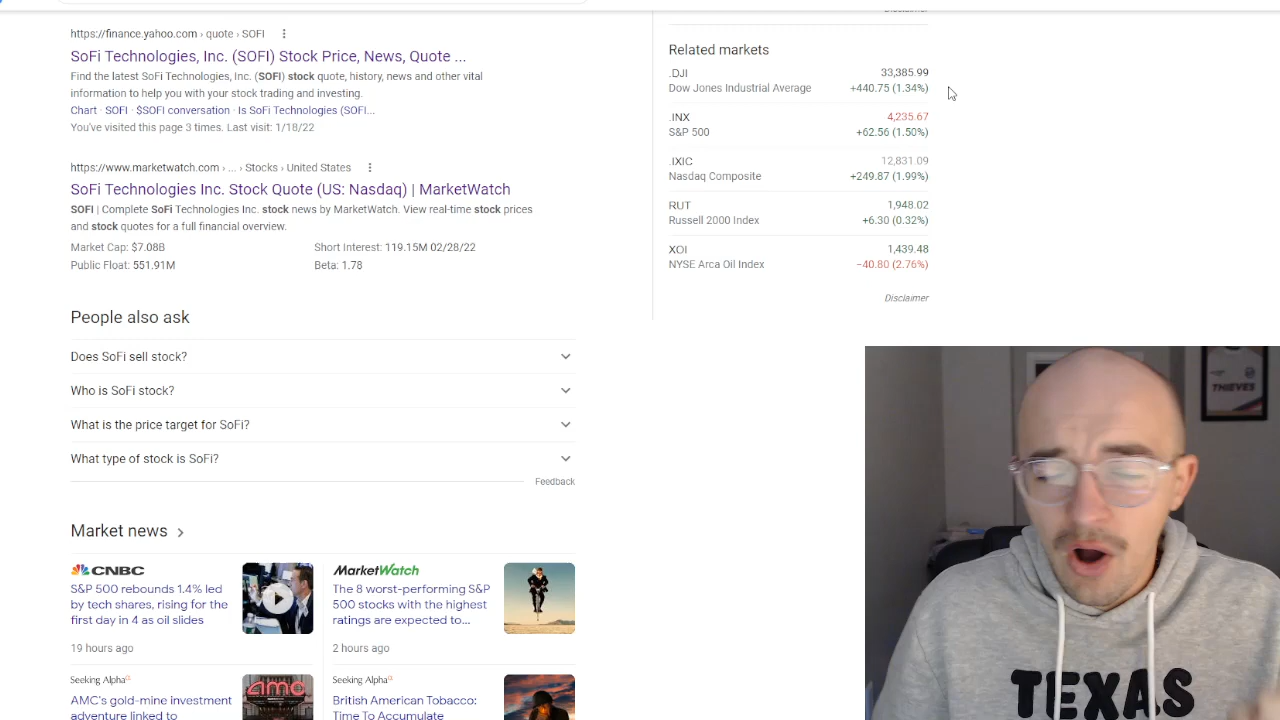 https://finance.yahoo.com › quote › SOFI
SoFi Technologies, Inc. (SOFI) Stock Price, News, Quote ...
Find the latest SoFi Technologies, Inc. (SOFI) stock quote, history, news and other vital
information to help you with your stock trading and investing.
Chart · SOFI · $SOFI conversation · Is SoFi Technologies (SOFI...
You've visited this page 3 times. Last visit: 1/18/22
https://www.marketwatch.com › ... › Stocks › United States
SoFi Technologies Inc. Stock Quote (US: Nasdaq) | MarketWatch
SOFI | Complete SoFi Technologies Inc. stock news by MarketWatch. View real-time stock prices
and stock quotes for a full financial overview.
Market Cap: $7.08B
Short Interest: 119.15M 02/28/22
Public Float: 551.91M
Beta: 1.78
People also ask
Does SoFi sell stock?
Who is SoFi stock?
What is the price target for SoFi?
What type of stock is SoFi?
Feedback
Market news
CNBC
S&P 500 rebounds 1.4% led
by tech shares, rising for the
first day in 4 as oil slides
19 hours ago
MarketWatch
The 8 worst-performing S&P
500 stocks with the highest
ratings are expected to...
2 hours ago
Seeking Alpha
AMC's gold-mine investment
adventure linked to
amc
Seeking Alpha
British American Tobacco:
Time To Accumulate
Related markets
.DJI 33,385.99
Dow Jones Industrial Average +440.75 (1.34%)
.INX 4,235.67
S&P 500 +62.56 (1.50%)
.IXIC 12,831.09
Nasdaq Composite +249.87 (1.99%)
RUT 1,948.02
Russell 2000 Index +6.30 (0.32%)
XOI 1,439.48
NYSE Arca Oil Index −40.80 (2.76%)
Disclaimer
THIEVES
TEXAS